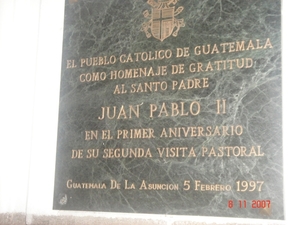 EL PUEBLO CATOLICO DE GUATEMALA
COMO HOMENAJE DE GRATITUD
AL SANTO PADRE
JUAN PABLO II
EN EL PRIMER ANIVERSARIO
DE SU SEGUNDA VISITA PASTORAL
GUATEMALA DE LA ASUNCION 5 FEBRERO 1997
8 11 2007